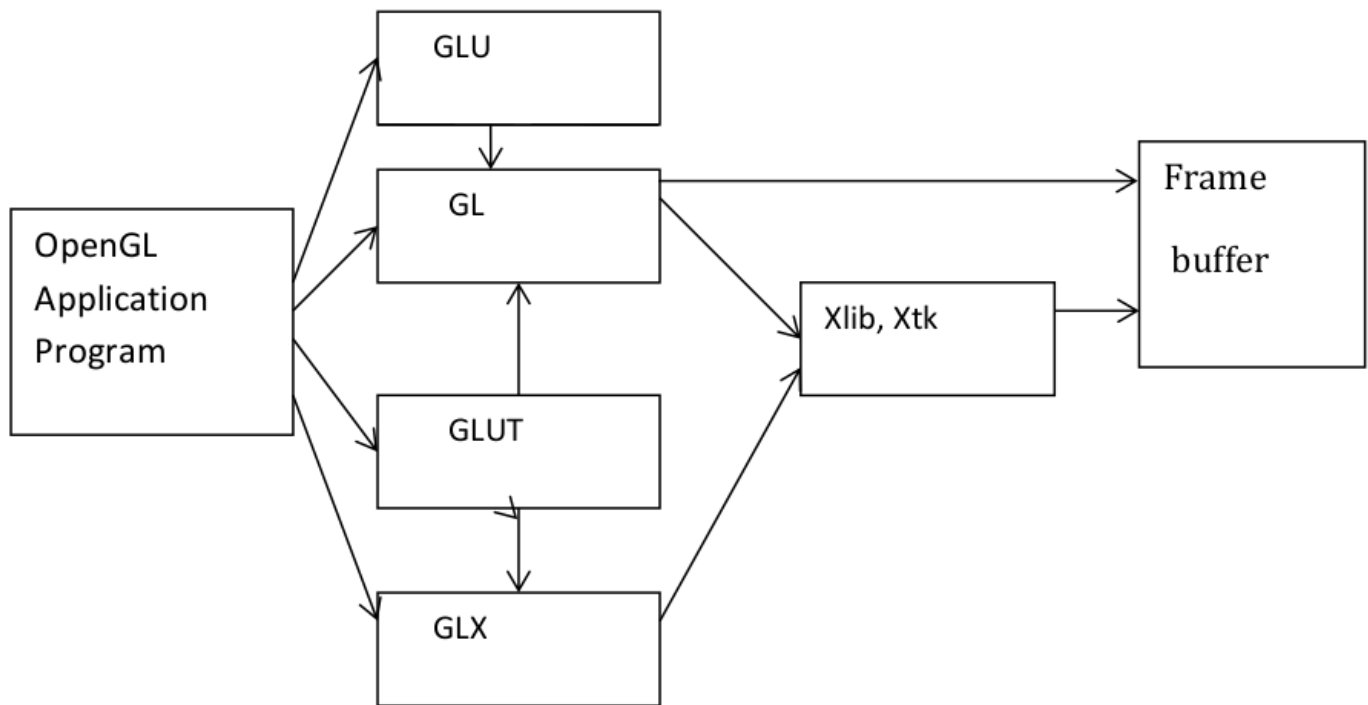 GLU
GL
OpenGL
Application
Program
GLUT
GLX
Xlib, Xtk
Frame
buffer